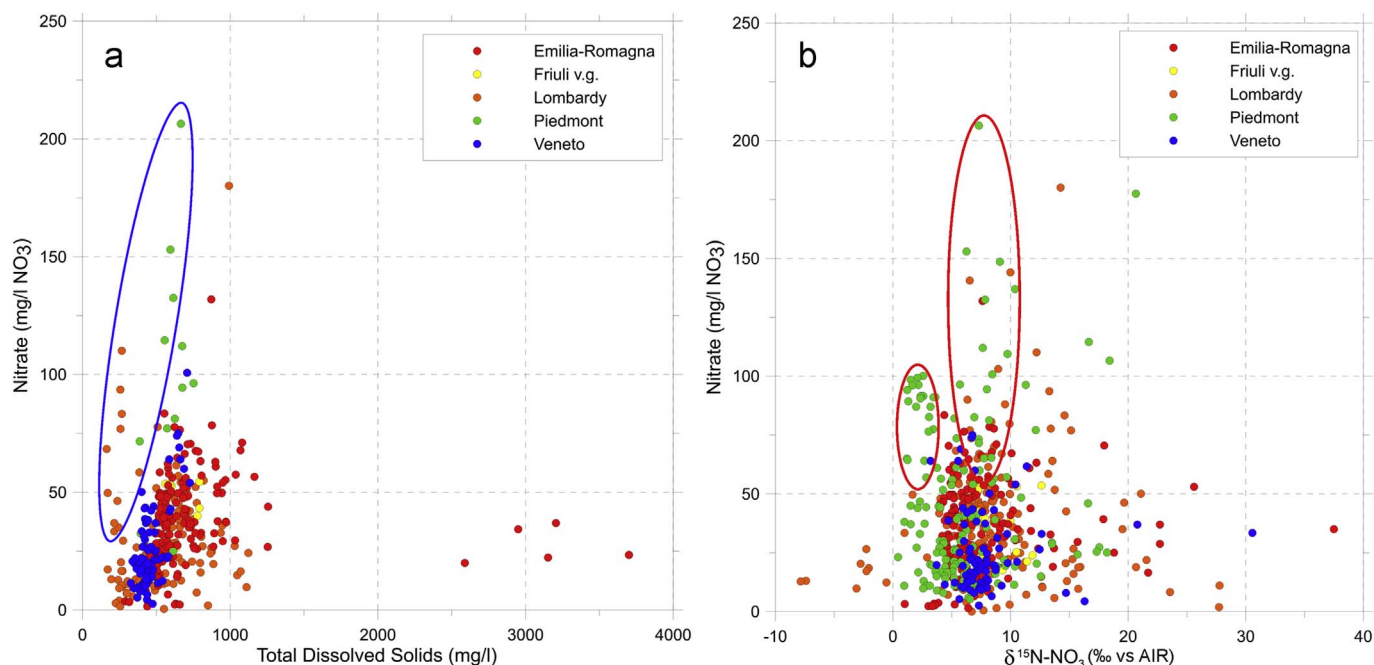 a
Emilia-Romagna
Friuli v.g.
Lombardy
Piedmont
Veneto
250
200
150
100
50
0
Nitrate (mg/l NO3)
0
1000
2000
3000
4000
Total Dissolved Solids (mg/l)
b
Emilia-Romagna
Friuli v.g.
Lombardy
Piedmont
Veneto
250
200
150
100
50
0
Nitrate (mg/l NO3)
-10
0
10
20
30
40
δ15N-NO3 (‰ vs AIR)